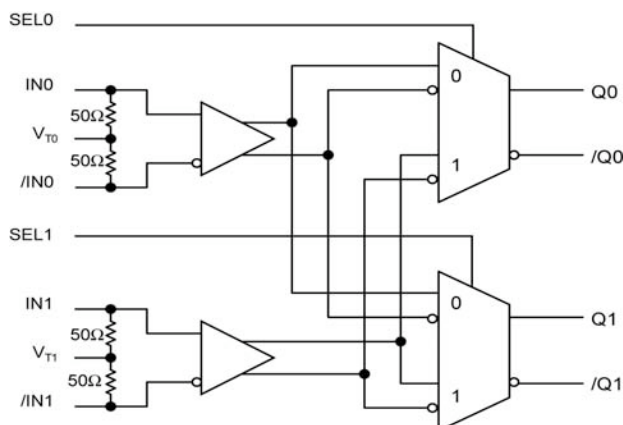 SEL0
IN0
50Ω
VT0
50Ω
/IN0
0
1
Q0
/Q0
SEL1
IN1
50Ω
VT1
50Ω
/IN1
0
1
Q1
/Q1